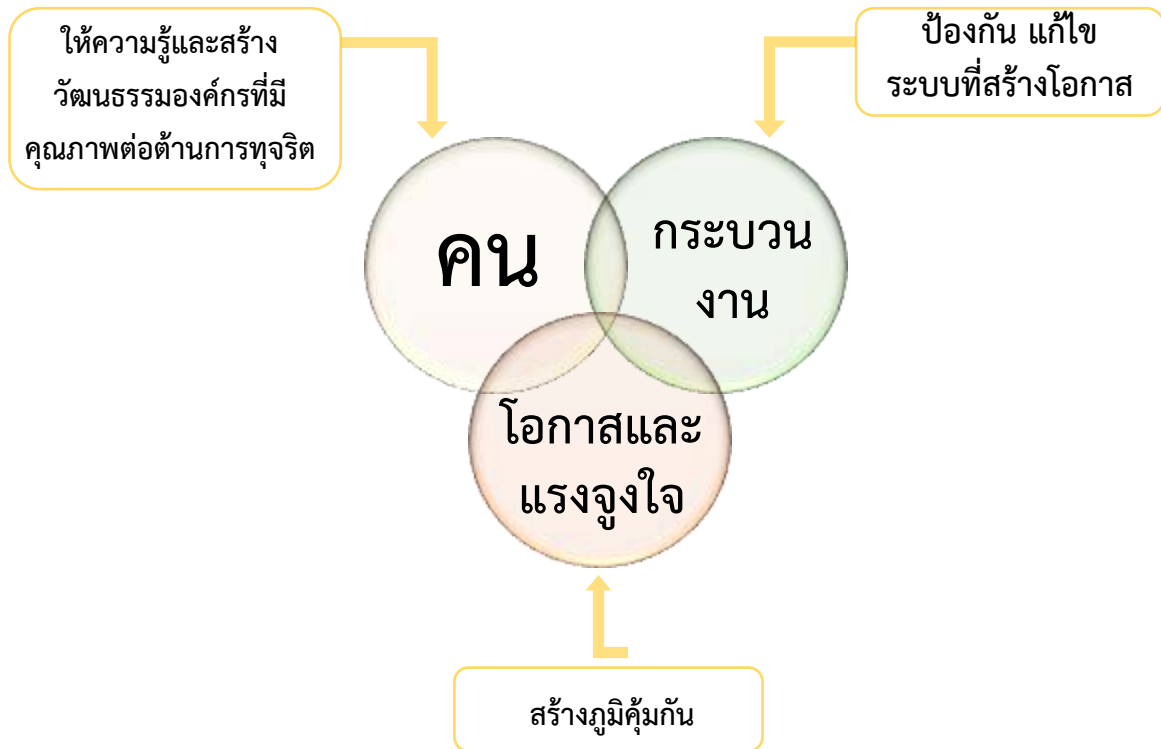 ให้ความรู้และสร้าง
วัฒนธรรมองค์กรที่มี
คุณภาพต่อต้านการทุจริต
ป้องกัน แก้ไข
ระบบที่สร้างโอกาส
คน
กระบวน
งาน
โอกาสและ
แรงจูงใจ
สร้างภูมิคุ้มกัน